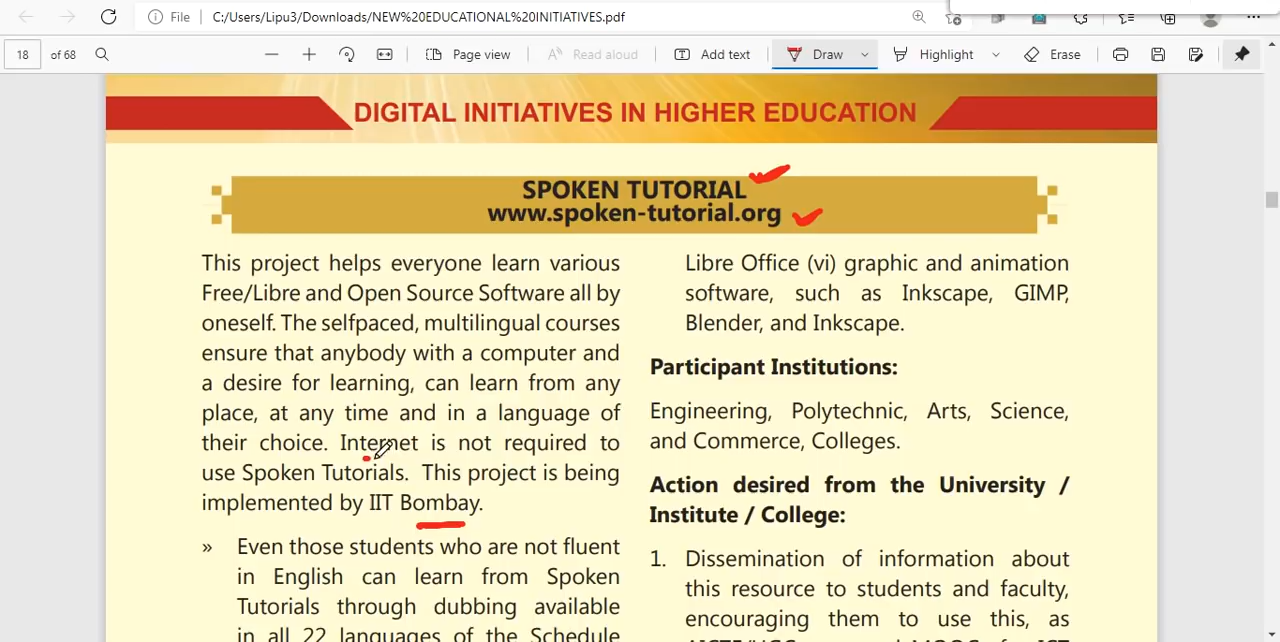 File
C:/Users/Lipu3/Downloads/NEW%20EDUCATIONAL%20INITIATIVES.pdf
18 of 68
Page view
Read aloud
Add text
Draw
Highlight
Erase
DIGITAL INITIATIVES IN HIGHER EDUCATION
SPOKEN TUTORIAL
www.spoken-tutorial.org
This project helps everyone learn various
Free/Libre and Open Source Software all by
oneself. The selfpaced, multilingual courses
ensure that anybody with a computer and
a desire for learning, can learn from any
place, at any time and in a language of
their choice. Internet is not required to
use Spoken Tutorials. This project is being
implemented by IIT Bombay.
» Even those students who are not fluent
in English can learn from Spoken
Tutorials through dubbing available
in all 22 languages of the Schedule
Libre Office (vi) graphic and animation
software, such as Inkscape, GIMP,
Blender, and Inkscape.
Participant Institutions:
Engineering, Polytechnic, Arts, Science,
and Commerce, Colleges.
Action desired from the University /
Institute / College:
1. Dissemination of information about
this resource to students and faculty,
encouraging them to use this, as